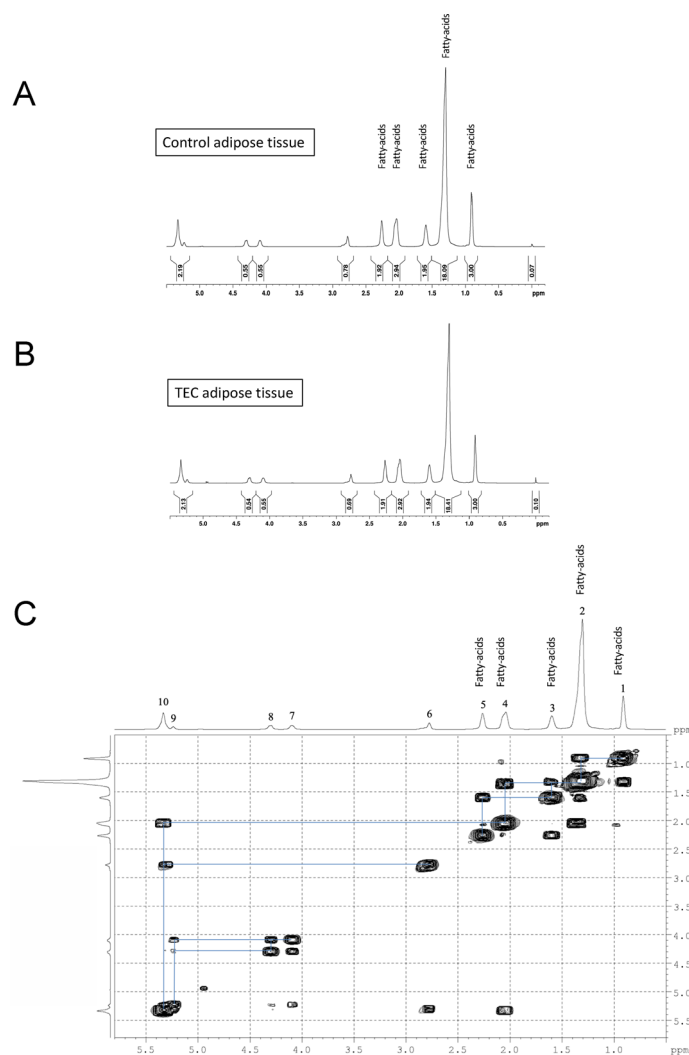 A
Fatty-acids
Control adipose tissue
Fatty-acids
Fatty-acids
Fatty-acids
Fatty-acids
2.19
0.55
0.55
0.78
1.92
2.94
1.95
18.09
3.00
0.07
5.0 4.5 4.0 3.5 3.0 2.5 2.0 1.5 1.0 0.5 ppm
B
TEC adipose tissue
2.13
0.54
0.55
0.69
1.91
2.92
1.94
18.41
3.00
0.10
5.0 4.5 4.0 3.5 3.0 2.5 2.0 1.5 1.0 0.5 ppm
C
Fatty-acids
Fatty-acids
Fatty-acids
Fatty-acids
Fatty-acids
10 9 8 7 6 5 4 3 2 1
ppm
1.0
1.5
2.0
2.5
3.0
3.5
4.0
4.5
5.0
5.5
5.5 5.0 4.5 4.0 3.5 3.0 2.5 2.0 1.5 1.0 ppm